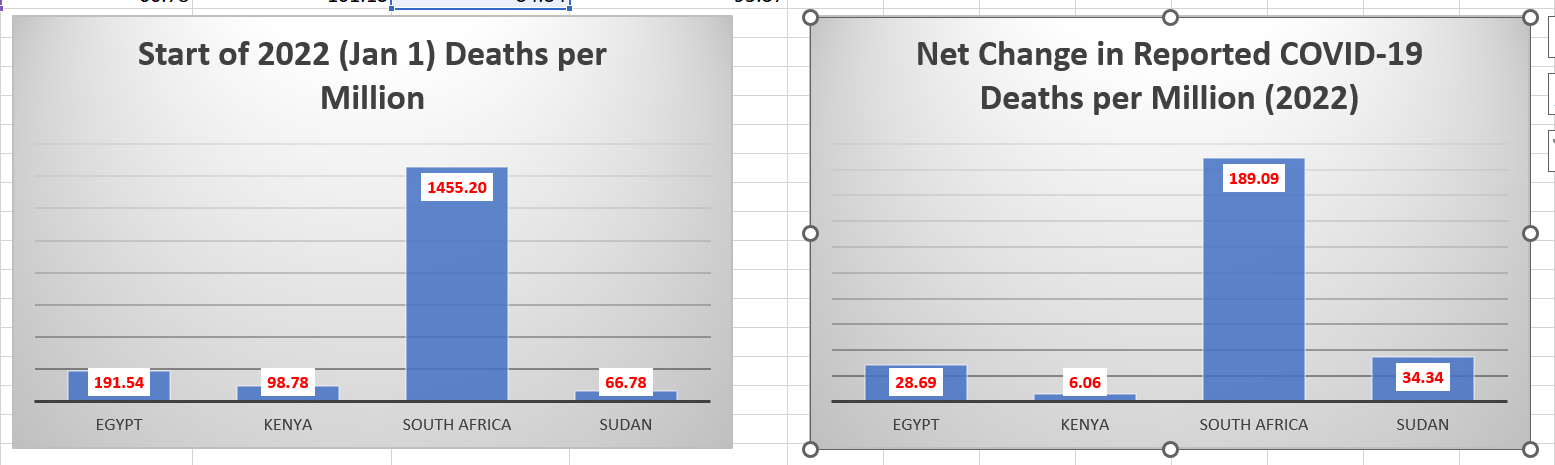 Start of 2022 (Jan 1) Deaths per
Million
1455.20
191.54
98.78
66.78
EGYPT
KENYA
SOUTH AFRICA
SUDAN
Net Change in Reported COVID-19
Deaths per Million (2022)
189.09
28.69
6.06
34.34
EGYPT
KENYA
SOUTH AFRICA
SUDAN